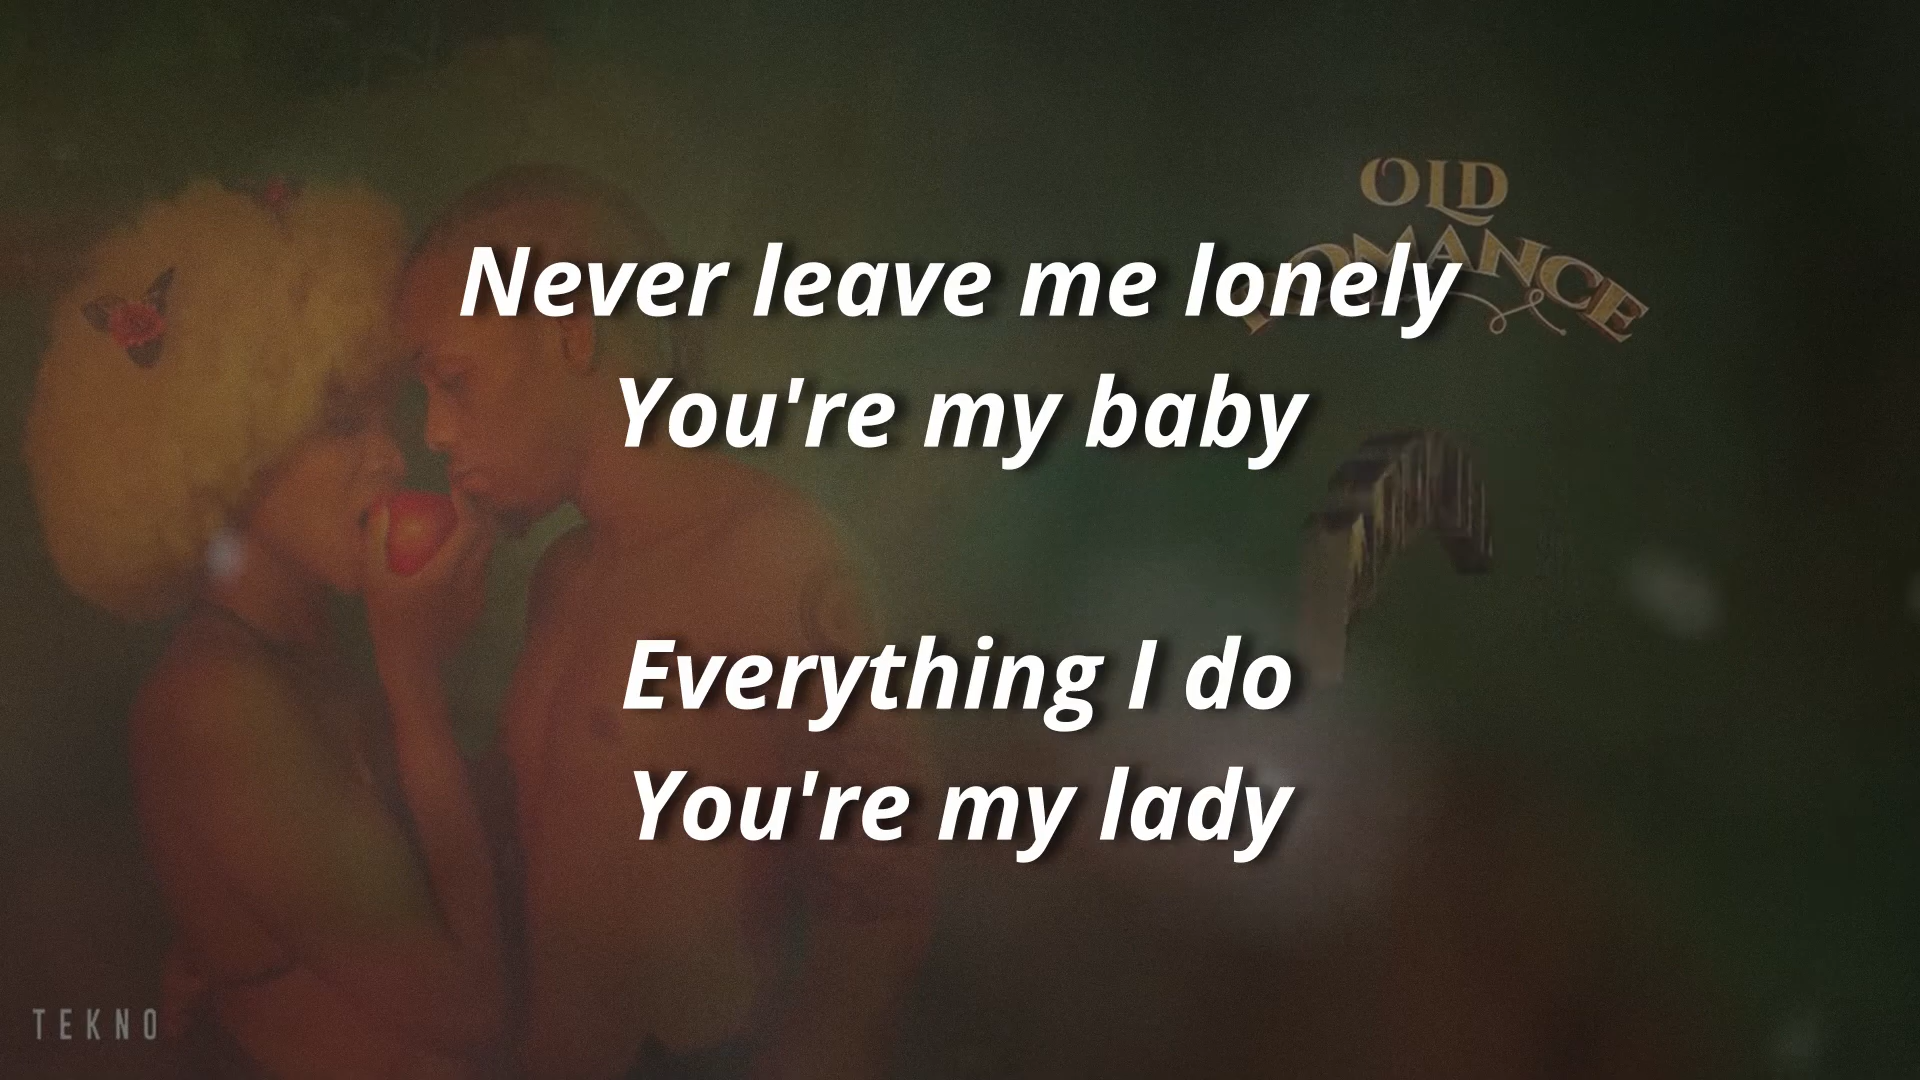 OLD
ROMANCE
Never leave me lonely
You're my baby
Everything I do
You're my lady
TEKNO